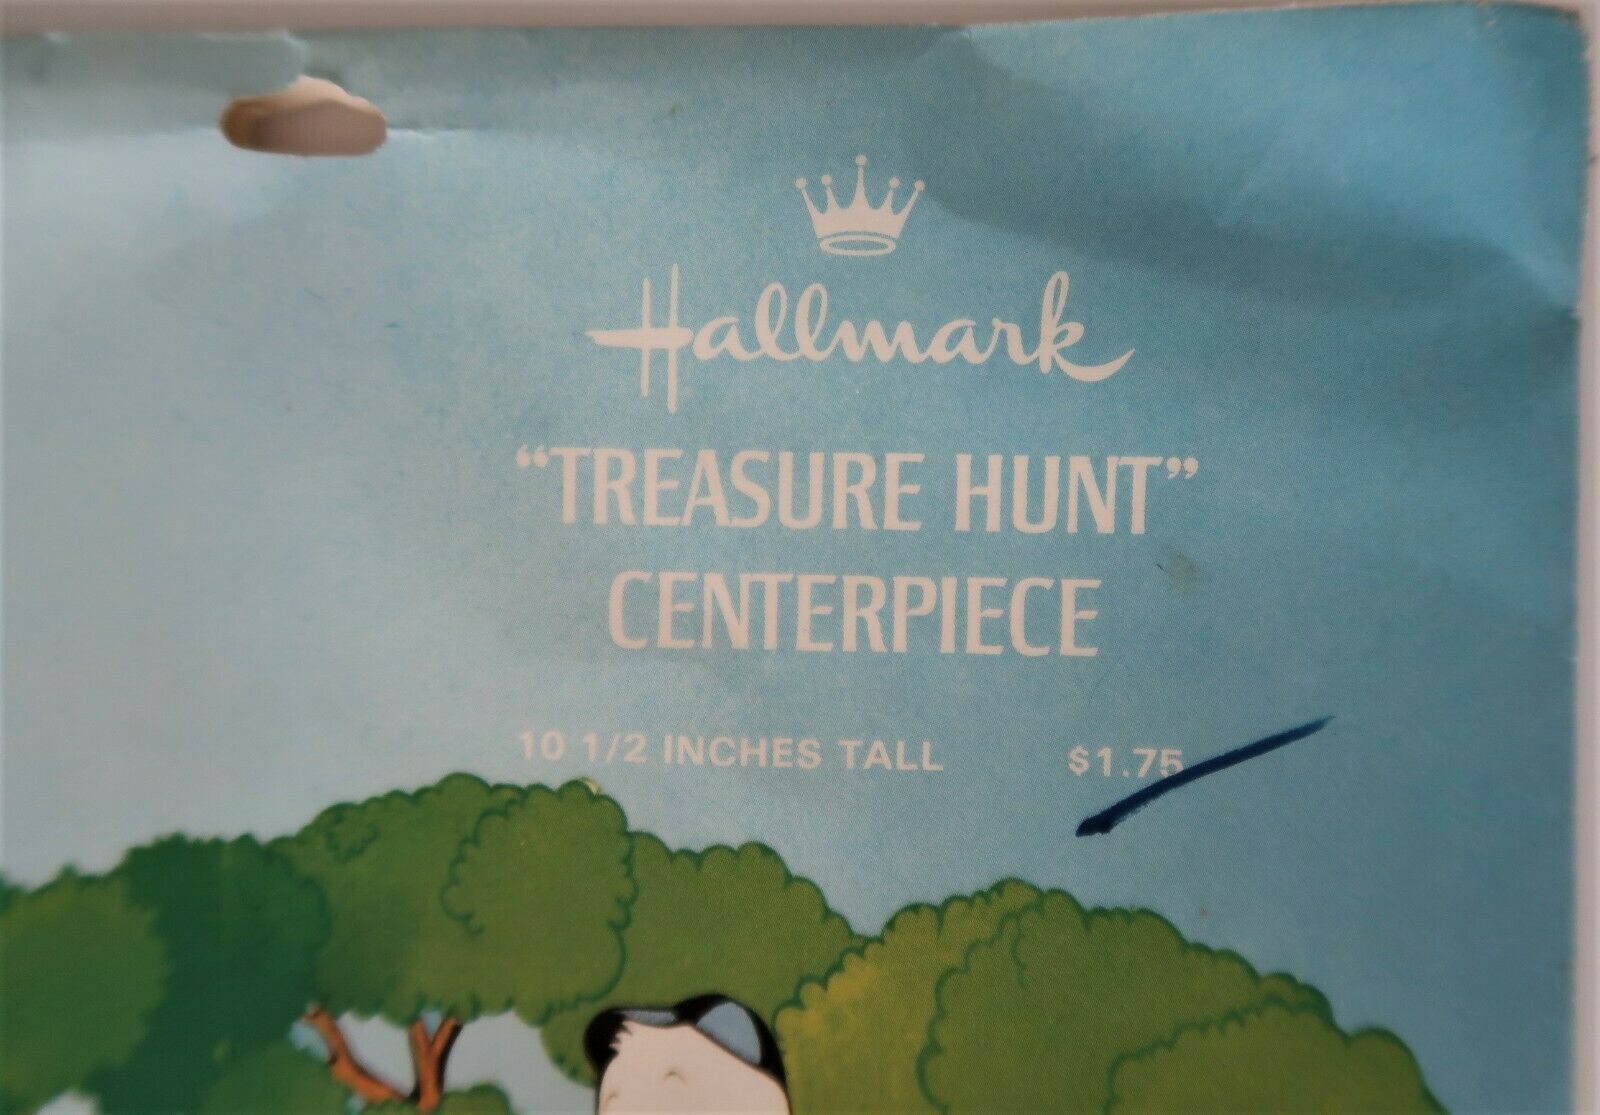 Hallmark
“TREASURE HUNT”
CENTERPIECE
10 1/2 INCHES TALL $1.75